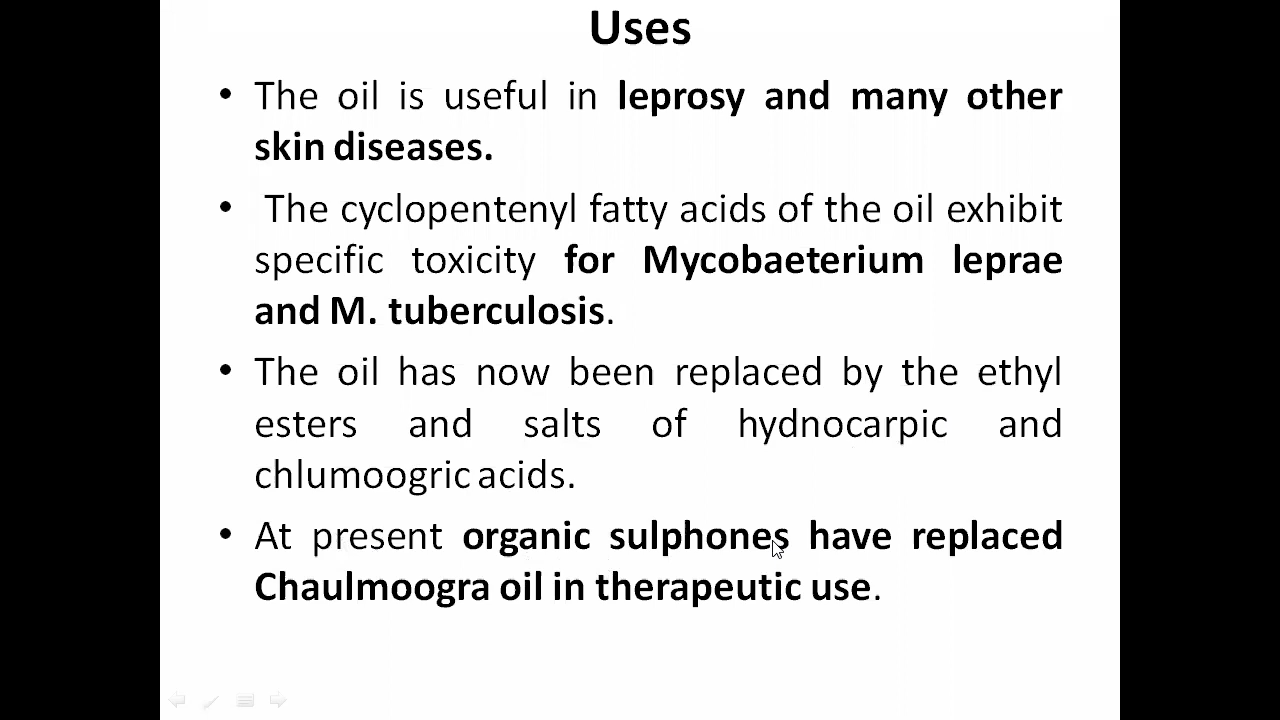 Uses
• The oil is useful in leprosy and many other
skin diseases.
• The cyclopentenyl fatty acids of the oil exhibit
specific toxicity for Mycobaeterium leprae
and M. tuberculosis.
• The oil has now been replaced by the ethyl
esters and salts of hydnocarpic and
chlumoogric acids.
• At present organic sulphones have replaced
Chaulmoogra oil in therapeutic use.